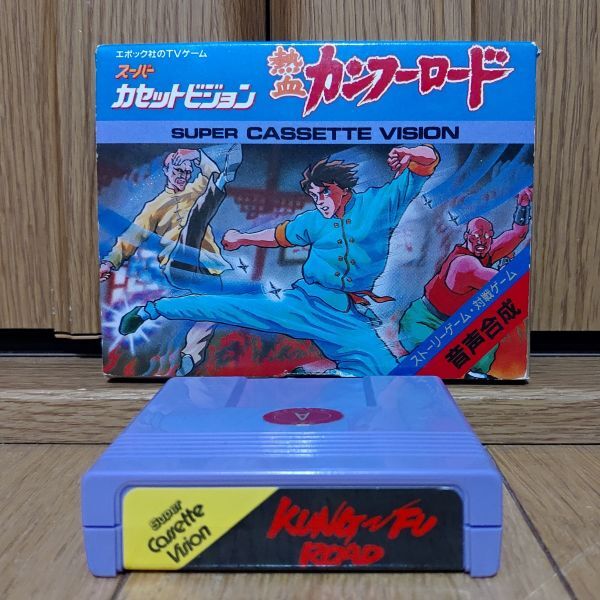 エポック社のTVゲーム
スーパー
カセットビジョン
熱血
カンフーロード
SUPER CASSETTE VISION
ストーリーゲーム・対戦ゲーム
音声合成
A
Super
Cassette
Vision
KUNG-FU
ROAD